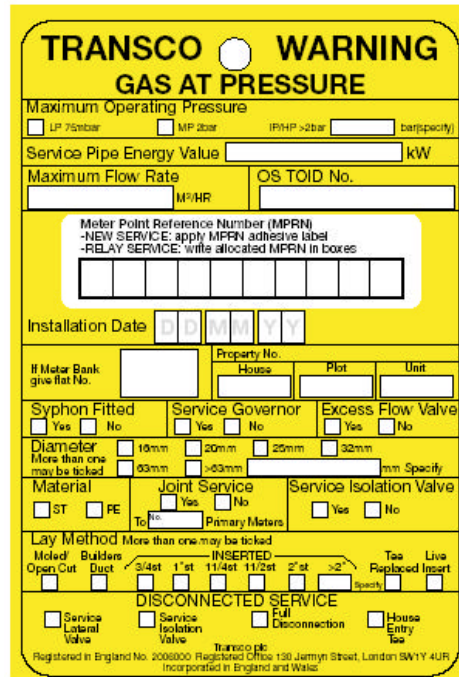 TRANSCO WARNING
GAS AT PRESSURE
Maximum Operating Pressure
LP 75mbar MP 2bar IP/HP >2bar bar(specify)
Service Pipe Energy Value kW
Maximum Flow Rate OS TOID No.
M³/HR
Meter Point Reference Number (MPRN)
-NEW SERVICE: apply MPRN adhesive label
-RELAY SERVICE: write allocated MPRN in boxes
Installation Date D D M M Y Y
If Meter Bank
give flat No.
Property No.
House Plot Unit
Syphon Fitted Service Governor Excess Flow Valve
Yes No Yes No Yes No
Diameter 16mm 20mm 25mm 32mm
More than one
may be ticked 63mm >63mm mm Specify
Material Joint Service Service Isolation Valve
Yes No
ST PE Yes No
To No. Primary Meters
Lay Method More than one may be ticked
Moled/ Builders INSERTED Tee Live
Open Cut Duct 3/4st 1"st 11/4st 11/2st 2"st >2" Replaced Insert
Specify
DISCONNECTED SERVICE
Service Lateral Valve Service Isolation Valve Full Disconnection House Entry Tee
Transco plc
Registered in England No. 2006000 Registered Office 130 Jermyn Street, London SW1Y 4UR
Incorporated in England and Wales